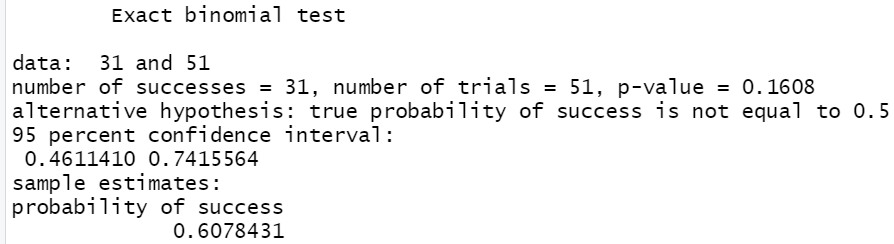 Exact binomial test
data:  31 and 51
number of successes = 31, number of trials = 51, p-value = 0.1608
alternative hypothesis: true probability of success is not equal to 0.5
95 percent confidence interval:
 0.4611410 0.7415564
sample estimates:
probability of success
             0.6078431